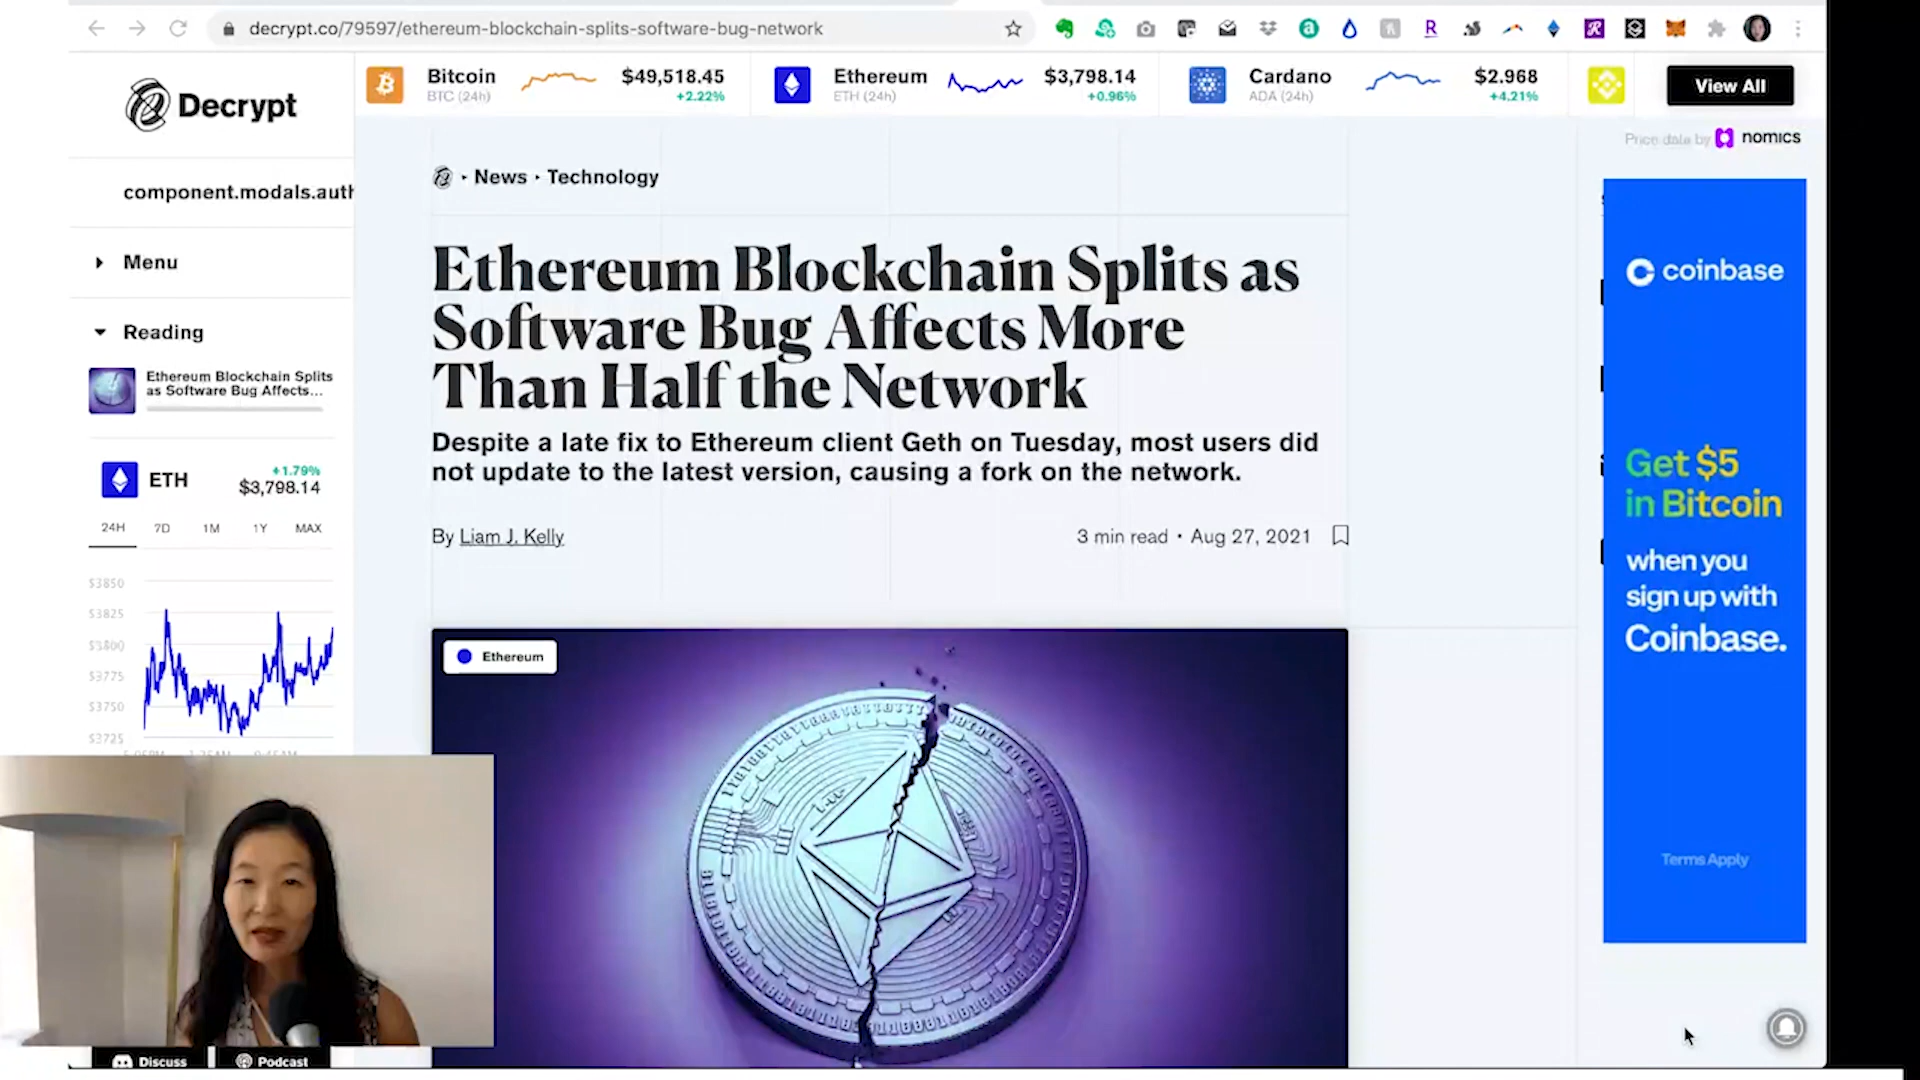 decrypt.co/79597/ethereum-blockchain-splits-software-bug-network
Decrypt
Bitcoin
BTC (24h)
$49,518.45
+2.22%
Ethereum
ETH (24h)
$3,798.14
+0.96%
Cardano
ADA (24h)
$2.968
+4.21%
View All
Price data by nomics
component.modals.auth
Menu
Reading
Ethereum Blockchain Splits
as Software Bug Affects...
ETH
+1.79%
$3,798.14
24H 7D 1M 1Y MAX
$3850
$3825
$3800
$3775
$3750
$3725
Discuss
Podcast
News · Technology
Ethereum Blockchain Splits as
Software Bug Affects More
Than Half the Network
Despite a late fix to Ethereum client Geth on Tuesday, most users did
not update to the latest version, causing a fork on the network.
By Liam J. Kelly
3 min read • Aug 27, 2021
Ethereum
coinbase
Get $5
in Bitcoin
when you
sign up with
Coinbase.
Terms Apply